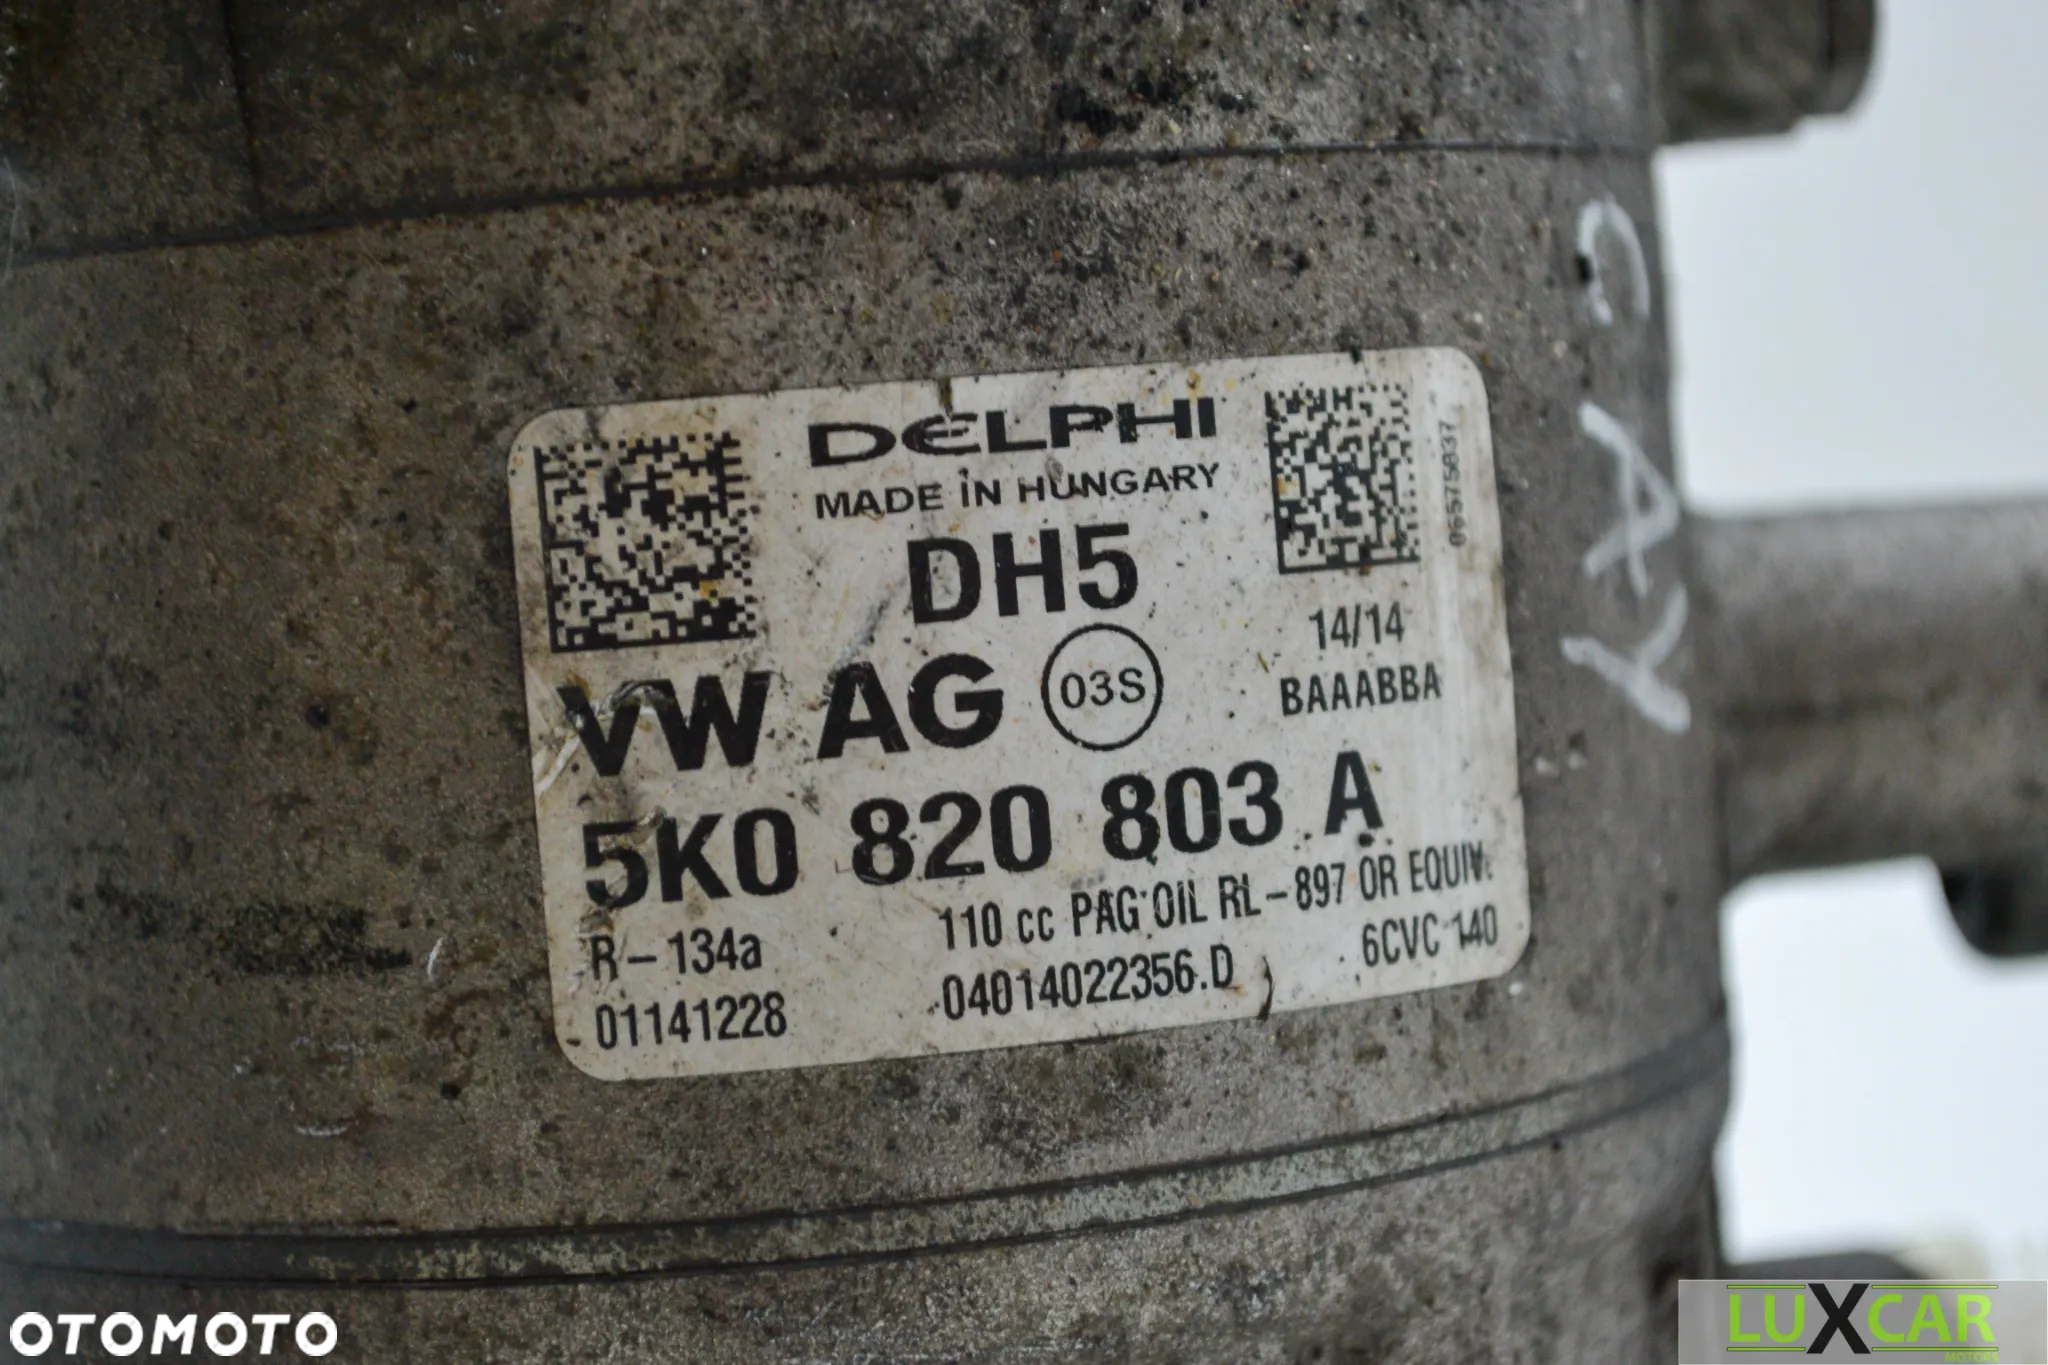 DELPHI
MADE IN HUNGARY
DH5
06575837
14/14
BAAABBA
VW AG 03S
5K0 820 803 A
R-134a
110 cc PAG OIL RL-897 OR EQUIV.
01141228
04014022356.D
6CVC 140
OTOMOTO
LUXCAR
MOTORS